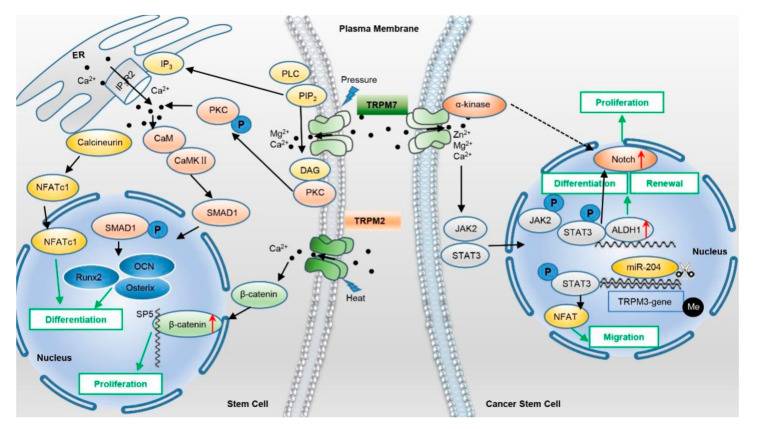 Plasma Membrane
ER
IP₃R2
Ca²⁺
Ca²⁺
IP₃
PLC
PIP₂
Pressure
TRPM7
α-kinase
Proliferation
PKC
P
Calcineurin
CaM
CaMK II
Mg²⁺
Ca²⁺
DAG
PKC
Zn²⁺
Mg²⁺
Ca²⁺
Notch
Differentiation
Renewal
NFATc1
SMAD1
TRPM2
P
JAK2
P
STAT3
ALDH1
JAK2
STAT3
Nucleus
NFATc1
SMAD1
P
Ca²⁺
OCN
Runx2
Osterix
β-catenin
Heat
miR-204
P
STAT3
TRPM3-gene
Me
Differentiation
SP5
β-catenin
NFAT
Migration
Nucleus
Proliferation
Stem Cell
Cancer Stem Cell